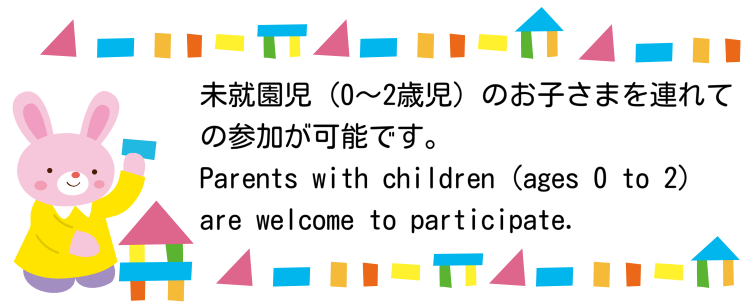 未就園児（0～2歳児）のお子さまを連れて
の参加が可能です。
Parents with children (ages 0 to 2)
are welcome to participate.